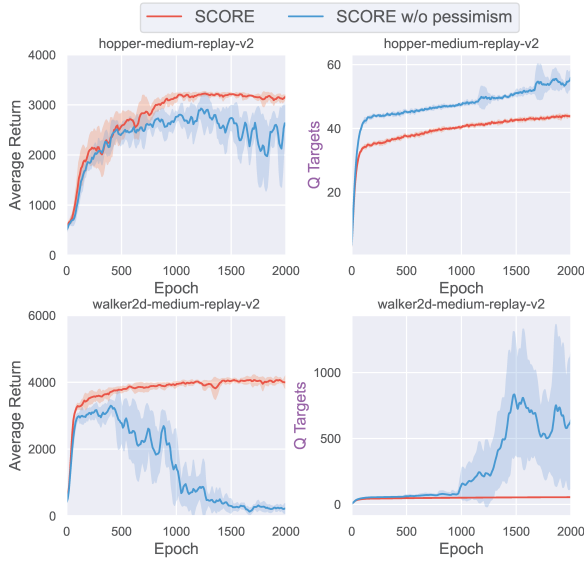 SCORE SCORE w/o pessimism
hopper-medium-replay-v2 hopper-medium-replay-v2
4000
3000
2000
1000
0
Average Return
0 500 1000 1500 2000
Epoch
60
40
20
Q Targets
0 500 1000 1500 2000
Epoch
walker2d-medium-replay-v2 walker2d-medium-replay-v2
6000
4000
2000
0
Average Return
0 500 1000 1500 2000
Epoch
1000
500
0
Q Targets
0 500 1000 1500 2000
Epoch